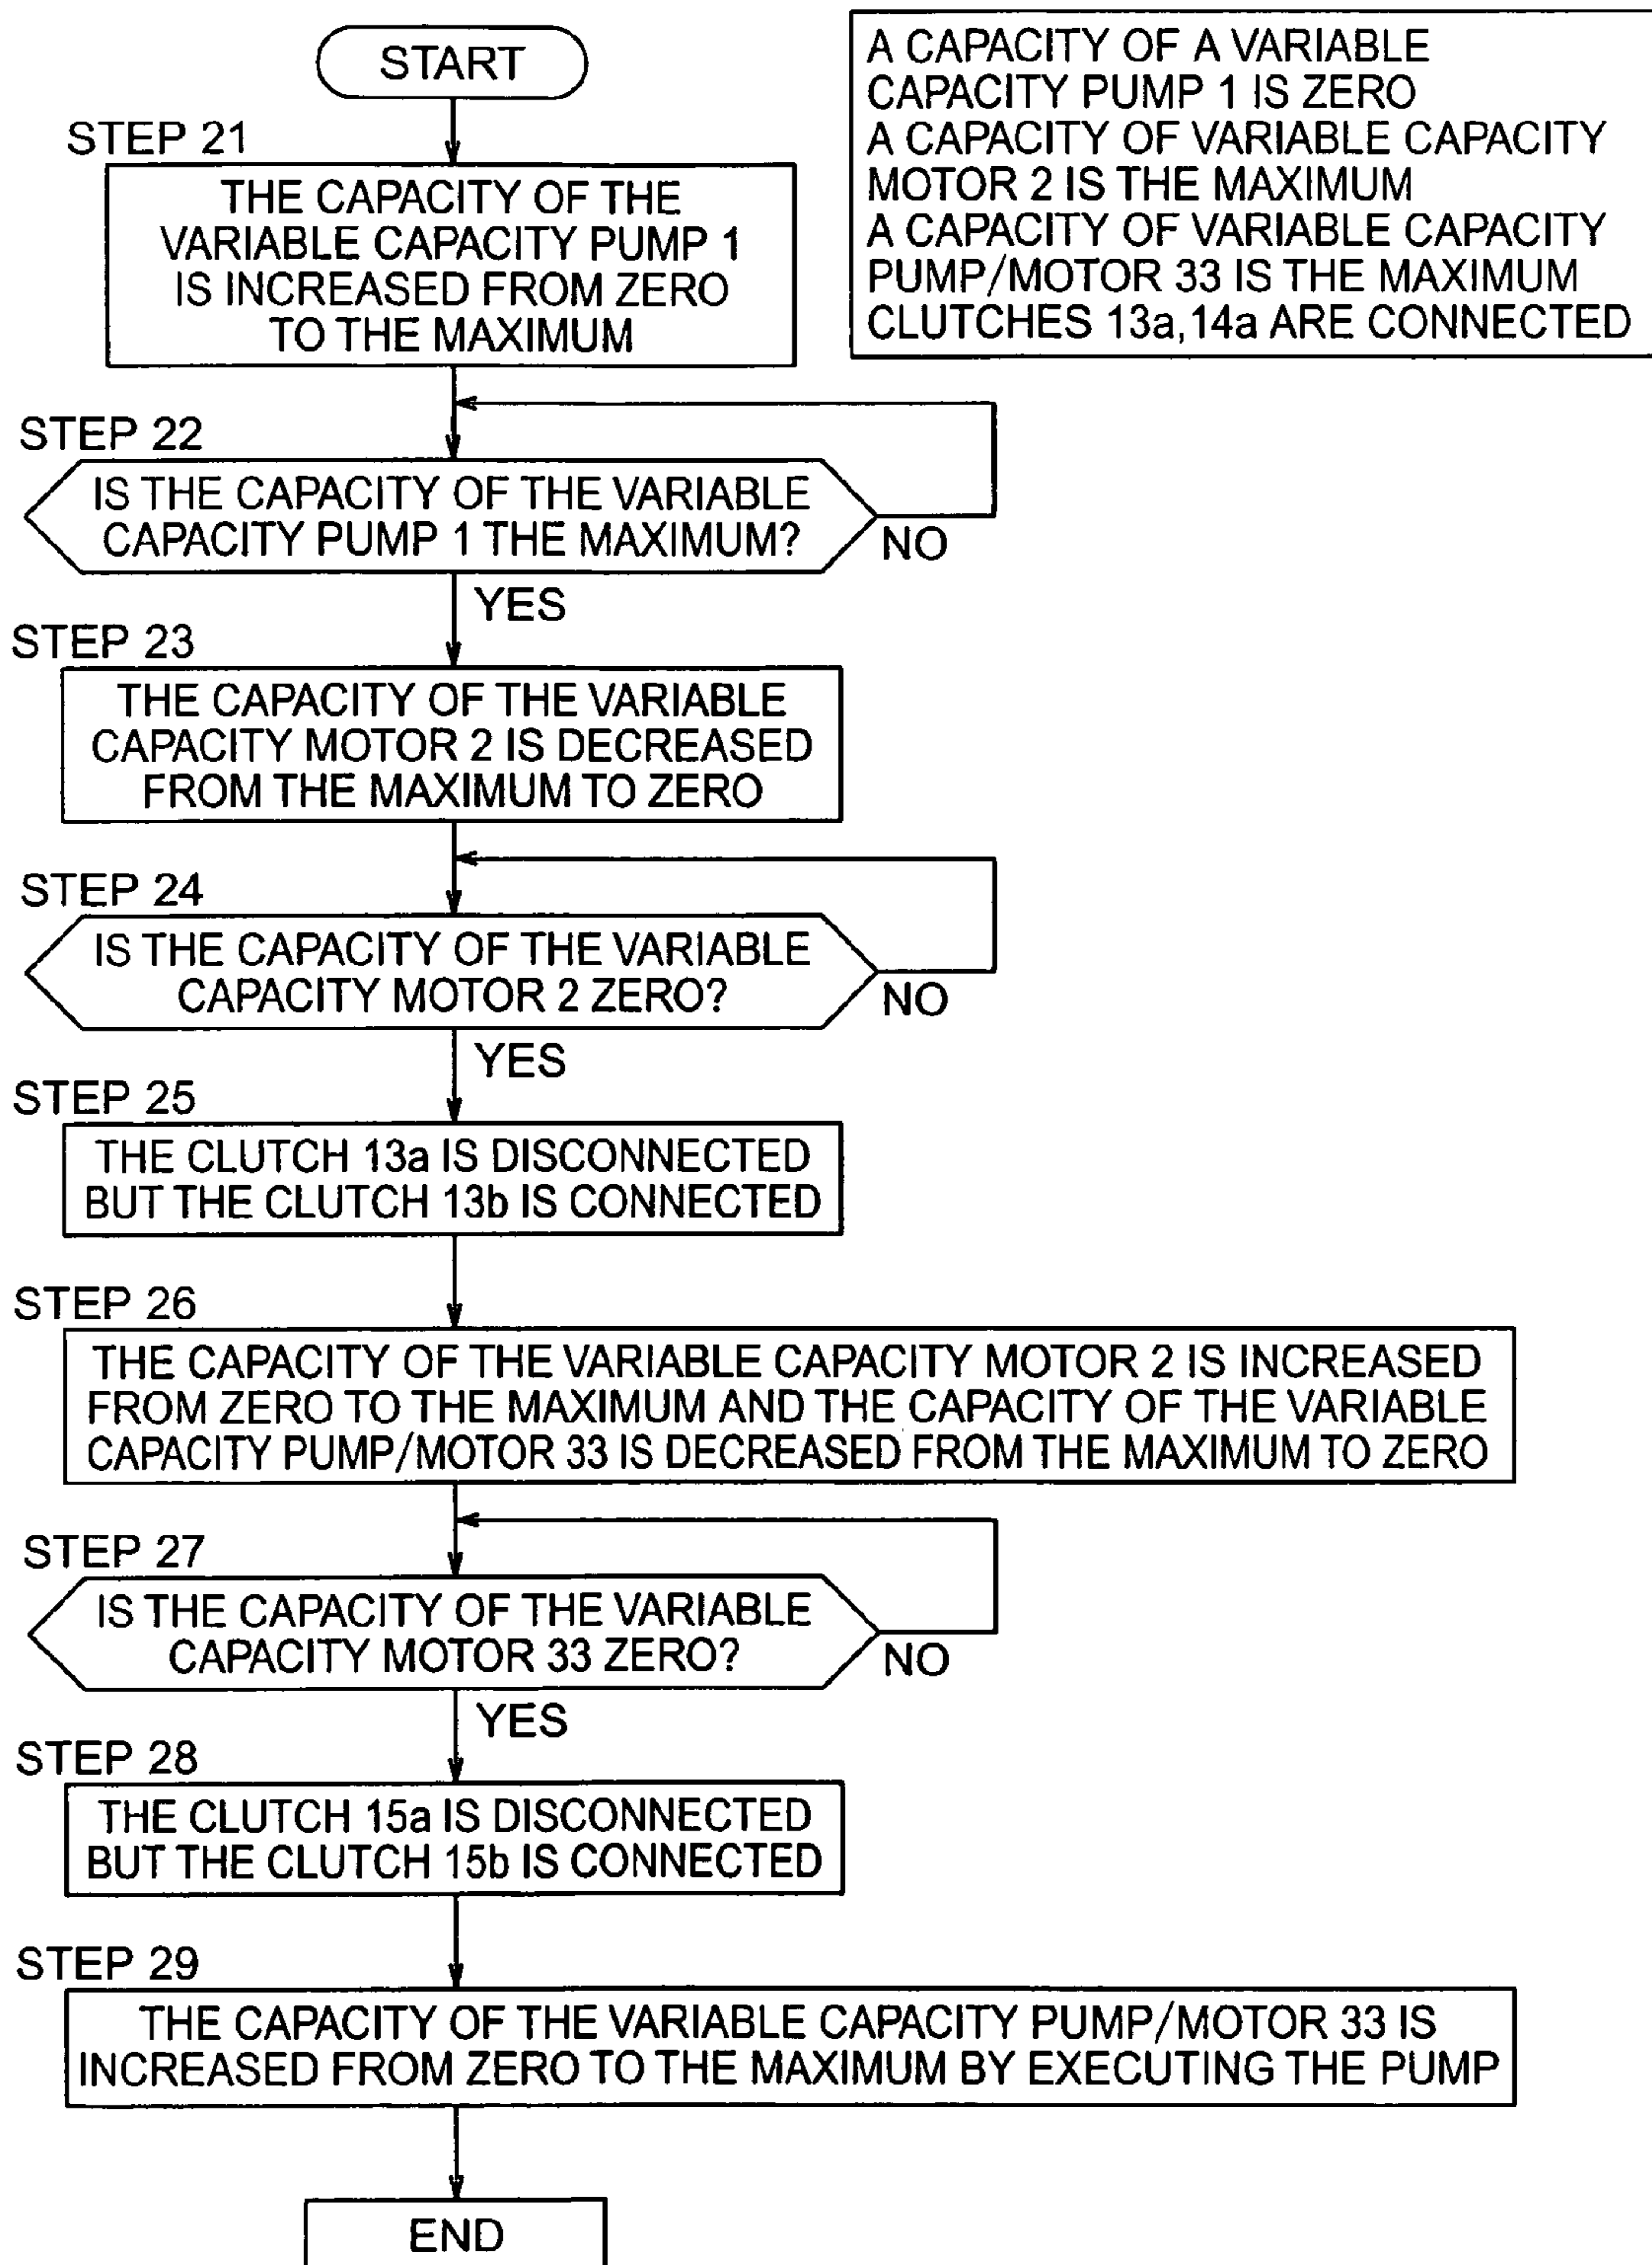 START
A CAPACITY OF A VARIABLE
CAPACITY PUMP 1 IS ZERO
A CAPACITY OF VARIABLE CAPACITY
MOTOR 2 IS THE MAXIMUM
A CAPACITY OF VARIABLE CAPACITY
PUMP/MOTOR 33 IS THE MAXIMUM
CLUTCHES 13a,14a ARE CONNECTED
STEP 21
THE CAPACITY OF THE
VARIABLE CAPACITY PUMP 1
IS INCREASED FROM ZERO
TO THE MAXIMUM
STEP 22
IS THE CAPACITY OF THE VARIABLE
CAPACITY PUMP 1 THE MAXIMUM?
NO
YES
STEP 23
THE CAPACITY OF THE VARIABLE
CAPACITY MOTOR 2 IS DECREASED
FROM THE MAXIMUM TO ZERO
STEP 24
IS THE CAPACITY OF THE VARIABLE
CAPACITY MOTOR 2 ZERO?
NO
YES
STEP 25
THE CLUTCH 13a IS DISCONNECTED
BUT THE CLUTCH 13b IS CONNECTED
STEP 26
THE CAPACITY OF THE VARIABLE CAPACITY MOTOR 2 IS INCREASED
FROM ZERO TO THE MAXIMUM AND THE CAPACITY OF THE VARIABLE
CAPACITY PUMP/MOTOR 33 IS DECREASED FROM THE MAXIMUM TO ZERO
STEP 27
IS THE CAPACITY OF THE VARIABLE
CAPACITY MOTOR 33 ZERO?
NO
YES
STEP 28
THE CLUTCH 15a IS DISCONNECTED
BUT THE CLUTCH 15b IS CONNECTED
STEP 29
THE CAPACITY OF THE VARIABLE CAPACITY PUMP/MOTOR 33 IS
INCREASED FROM ZERO TO THE MAXIMUM BY EXECUTING THE PUMP
END